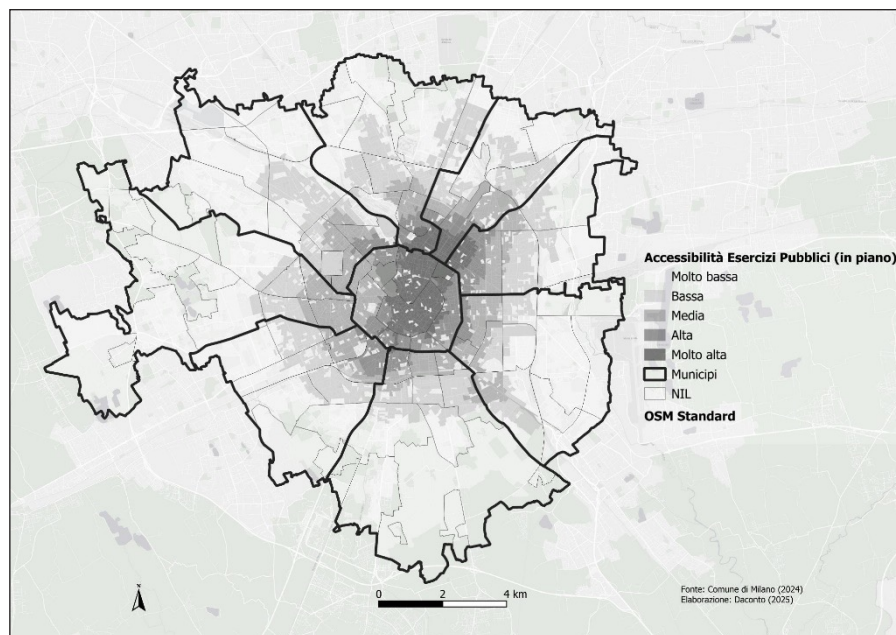 Accessibilità Esercizi Pubblici (in piano)
Molto bassa
Bassa
Media
Alta
Molto alta
Municipi
NIL
OSM Standard
0 2 4 km
Fonte: Comune di Milano (2024)
Elaborazione: Daconto (2025)